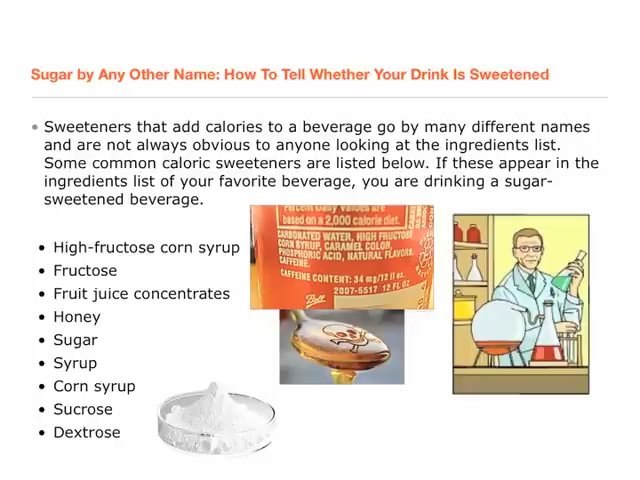 Sugar by Any Other Name: How To Tell Whether Your Drink Is Sweetened
Sweeteners that add calories to a beverage go by many different names
and are not always obvious to anyone looking at the ingredients list.
Some common caloric sweeteners are listed below. If these appear in the
ingredients list of your favorite beverage, you are drinking a sugar-
sweetened beverage.
• High-fructose corn syrup
• Fructose
• Fruit juice concentrates
• Honey
• Sugar
• Syrup
• Corn syrup
• Sucrose
• Dextrose
Percent Daily Values are
based on a 2,000 calorie diet.
CARBONATED WATER, HIGH FRUCTOSE
CORN SYRUP, CARAMEL COLOR,
PHOSPHORIC ACID, NATURAL FLAVORS,
CAFFEINE.
CAFFEINE CONTENT: 34 mg/12 fl oz.
2007-5517 12 FL OZ
Ball